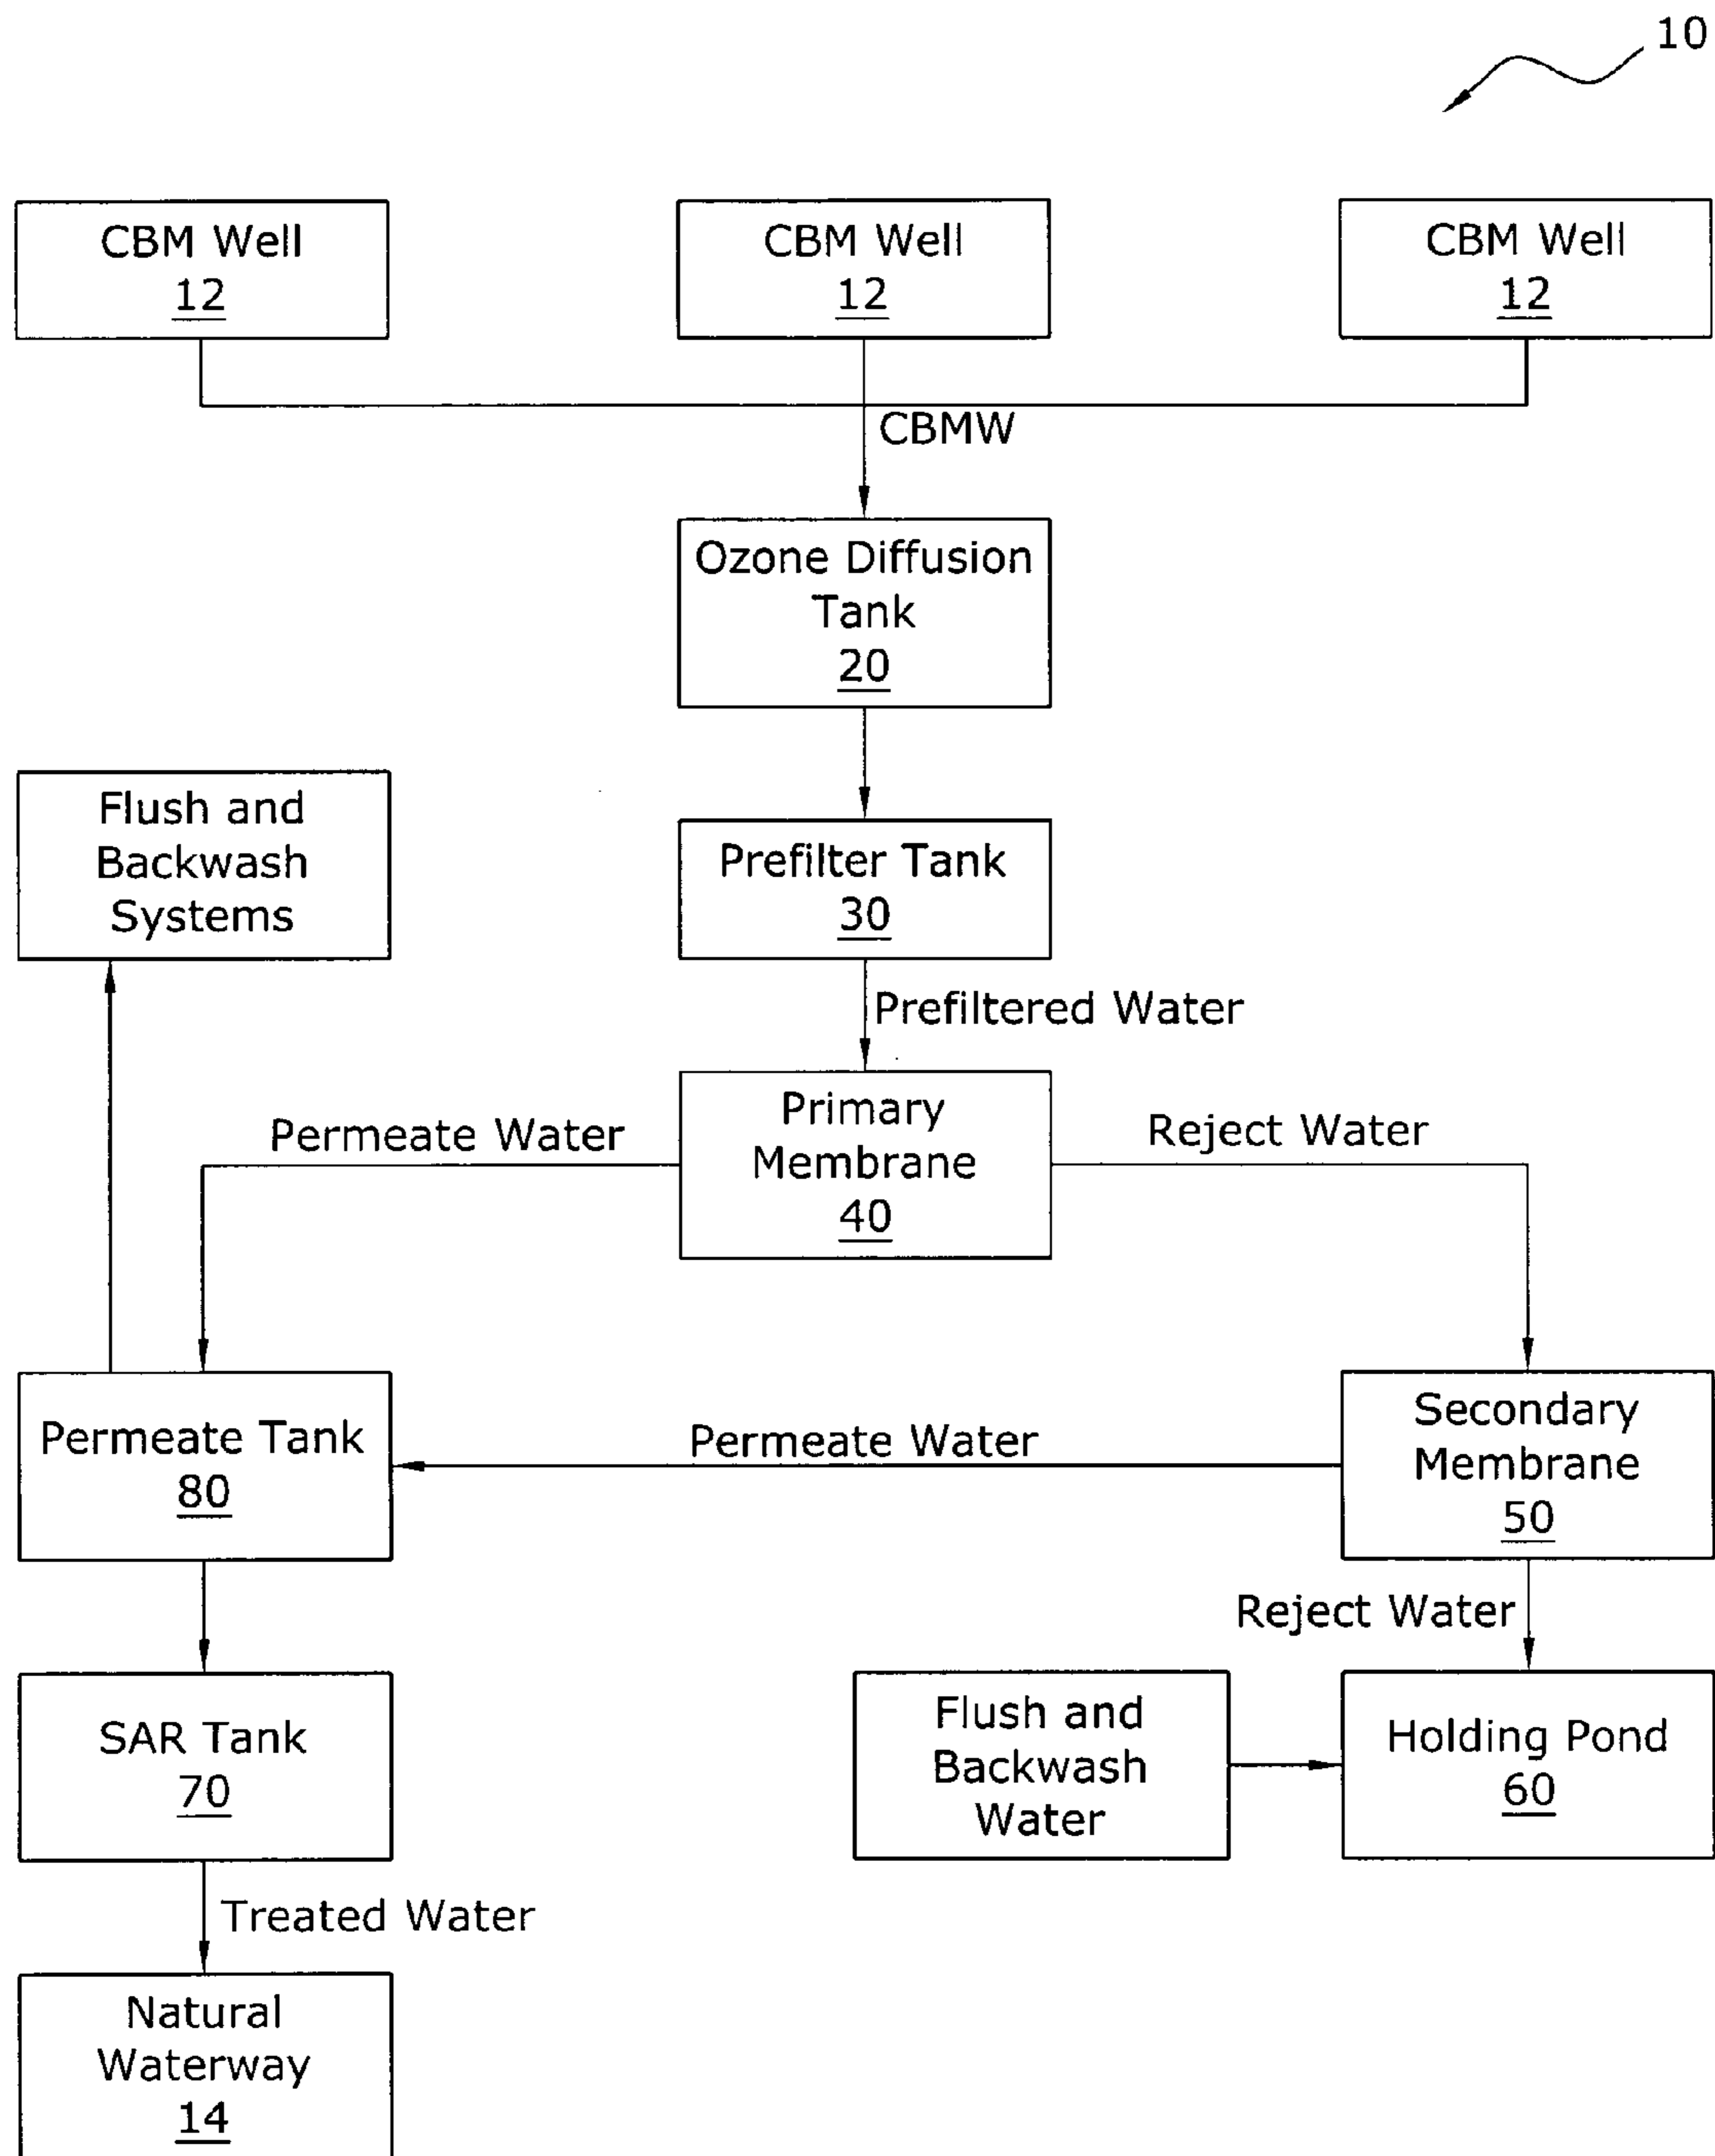 10
CBM Well
12
CBM Well
12
CBM Well
12
CBMW
Ozone Diffusion
Tank
20
Flush and
Backwash
Systems
Prefilter Tank
30
Prefiltered Water
Primary
Membrane
40
Permeate Water
Reject Water
Permeate Tank
80
Permeate Water
Secondary
Membrane
50
Reject Water
SAR Tank
70
Flush and
Backwash
Water
Holding Pond
60
Treated Water
Natural
Waterway
14